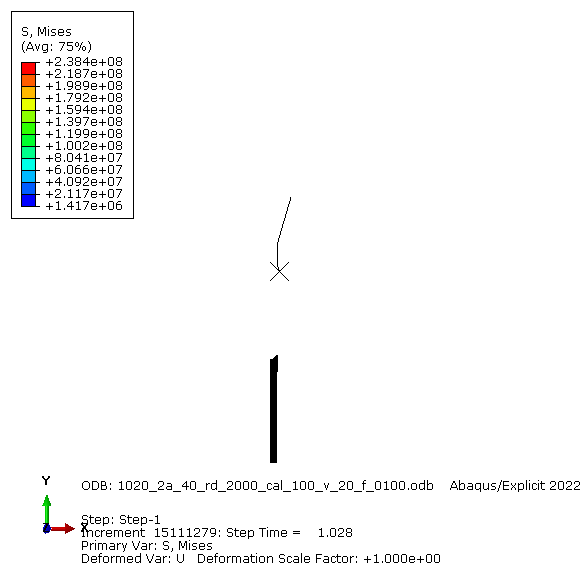 S, Mises
(Avg: 75%)
+2.384e+08
+2.187e+08
+1.989e+08
+1.792e+08
+1.594e+08
+1.397e+08
+1.199e+08
+1.002e+08
+8.041e+07
+6.066e+07
+4.092e+07
+2.117e+07
+1.417e+06
Y
X
ODB: 1020_2a_40_rd_2000_cal_100_v_20_f_0100.odb Abaqus/Explicit 2022
Step: Step-1
Increment 15111279: Step Time = 1.028
Primary Var: S, Mises
Deformed Var: U Deformation Scale Factor: +1.000e+00